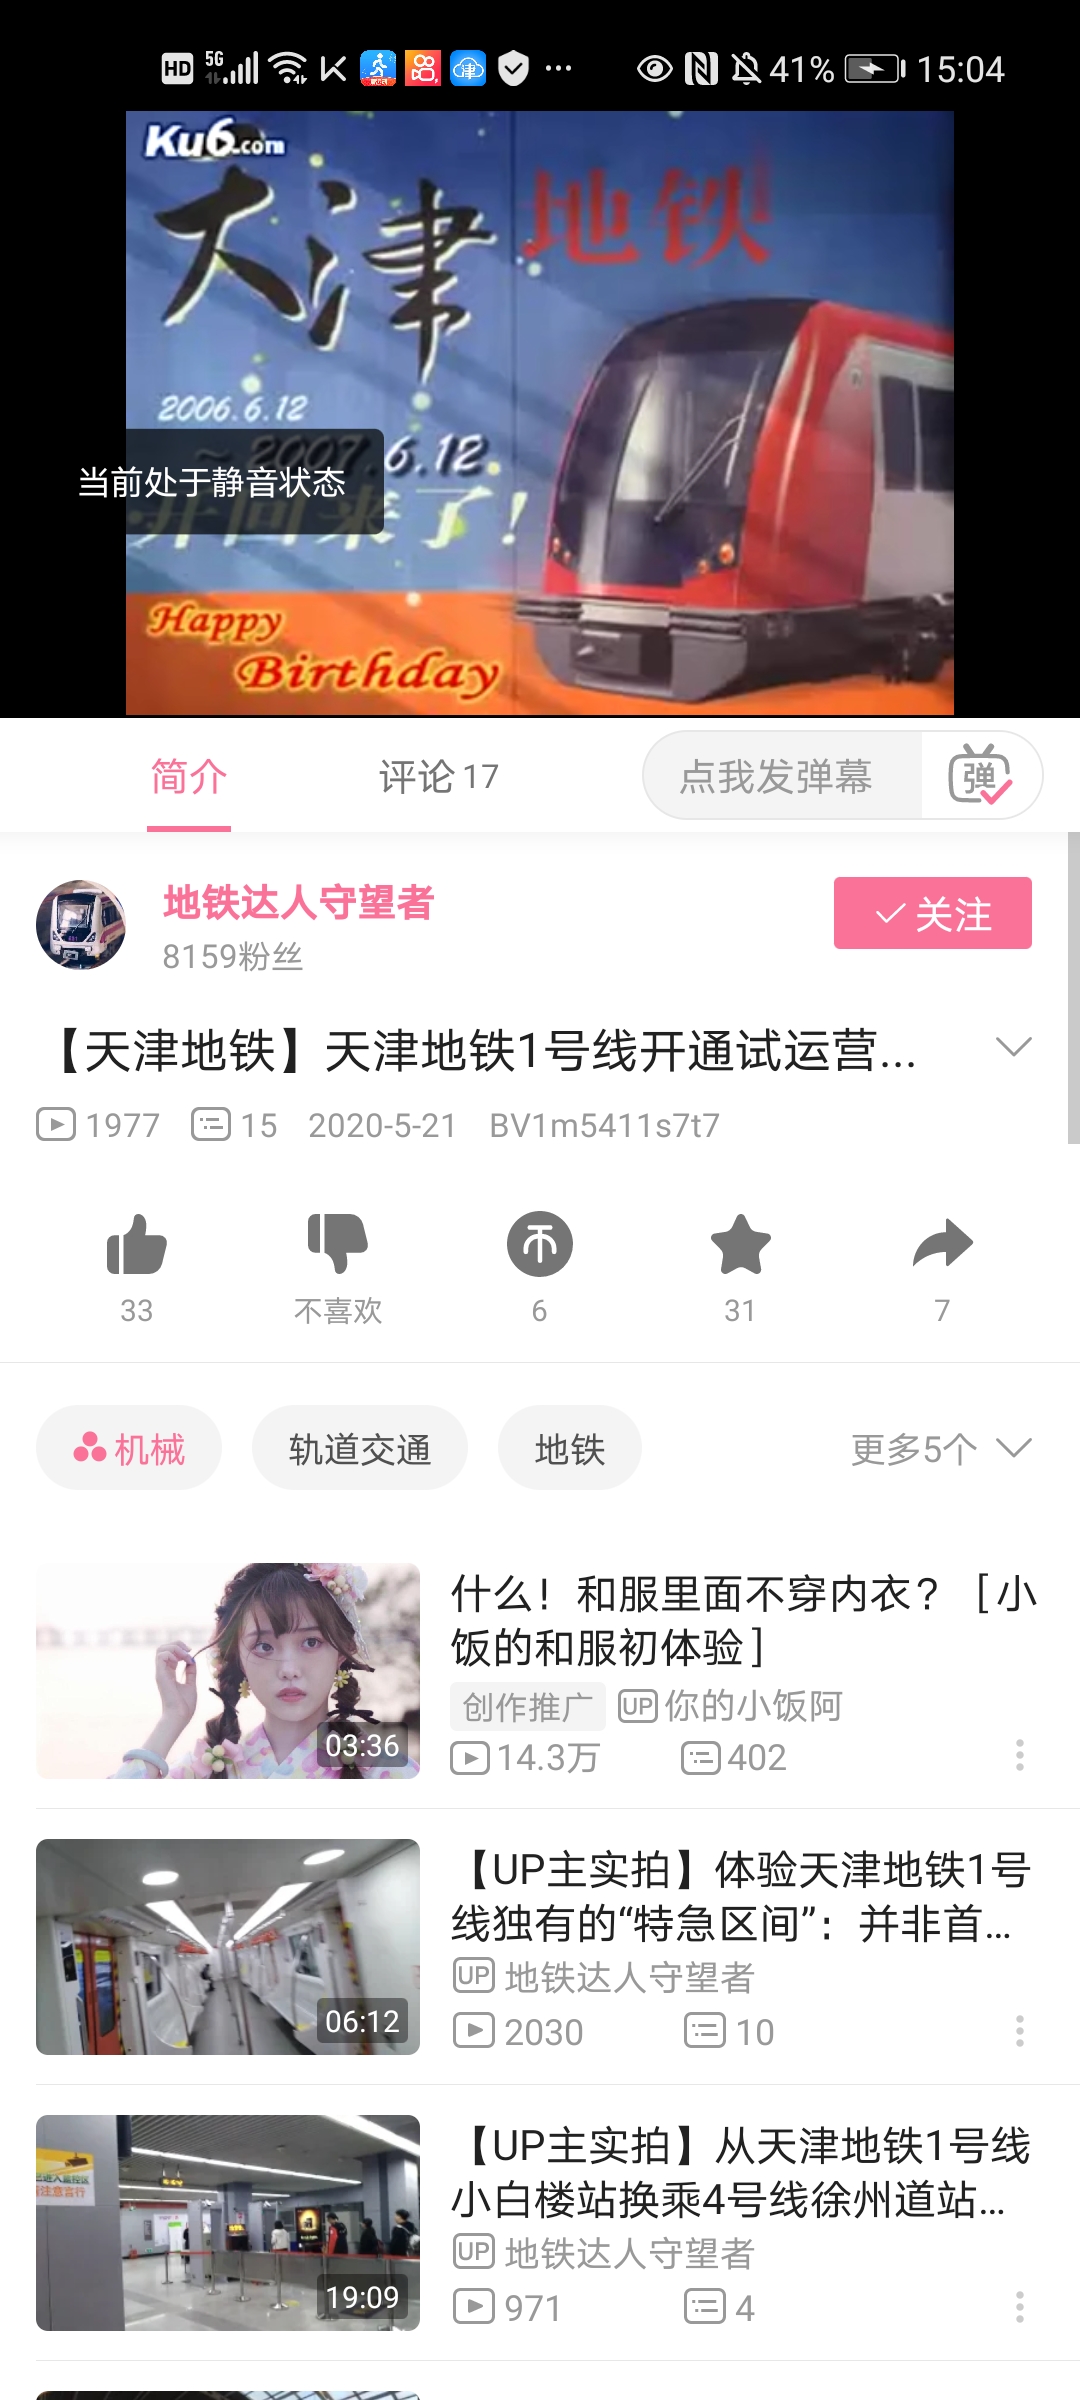 HD 5G 41% 15:04
Ku6.com
大津
地铁
2006.6.12
~ 2007.6.12
当前处于静音状态
开回来了!
Happy
Birthday
简介
评论 17
点我发弹幕
弹
地铁达人守望者
8159粉丝
关注
【天津地铁】天津地铁1号线开通试运营...
1977 15 2020-5-21 BV1m5411s7t7
33 不喜欢 6 31 7
机械 轨道交通 地铁 更多5个
什么！和服里面不穿内衣？［小
饭的和服初体验］
创作推广 UP 你的小饭阿
03:36
14.3万 402
【UP主实拍】体验天津地铁1号
线独有的“特急区间”：并非首...
UP 地铁达人守望者
06:12
2030 10
【UP主实拍】从天津地铁1号线
小白楼站换乘4号线徐州道站...
UP 地铁达人守望者
19:09
971 4